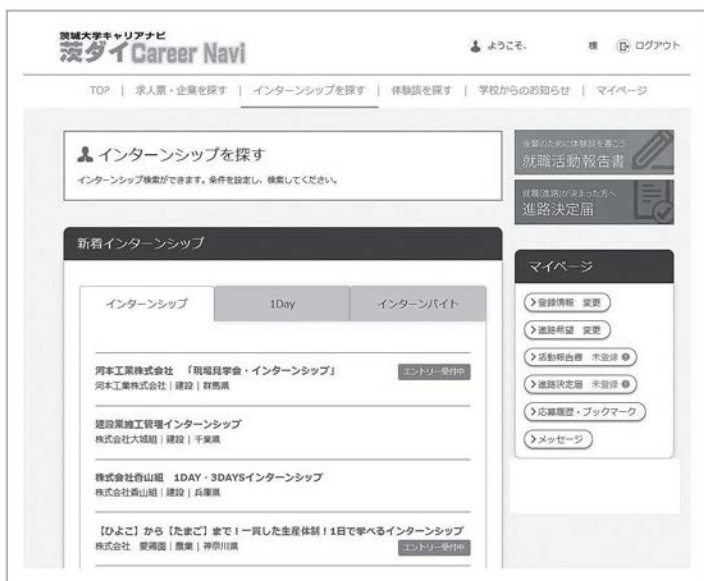 茨城大学キャリアナビ
茨ダイ Career Navi
ようこそ、 様 ログアウト
TOP | 求人票・企業を探す | インターンシップを探す | 体験談を探す | 学校からのお知らせ | マイページ
インターンシップを探す
インターンシップ検索ができます。条件を設定し、検索してください。
後輩のために体験談を書こう
就職活動報告書
就職(進路)が決まった方へ
進路決定届
新着インターンシップ
インターンシップ 1Day インターンバイト
河本工業株式会社 「現場見学会・インターンシップ」 エントリー受付中
河本工業株式会社｜建設｜群馬県
建設業施工管理インターンシップ
株式会社大城組｜建設｜千葉県
株式会社香山組 1DAY・3DAYSインターンシップ
株式会社香山組｜建設｜兵庫県
【ひよこ】から【たまご】まで！一貫した生産体制！1日で学べるインターンシップ
株式会社 愛鶏園｜農業｜神奈川県 エントリー受付中
マイページ
登録情報 変更
進路希望 変更
活動報告書 未登録
進路決定届 未登録
応募履歴・ブックマーク
メッセージ